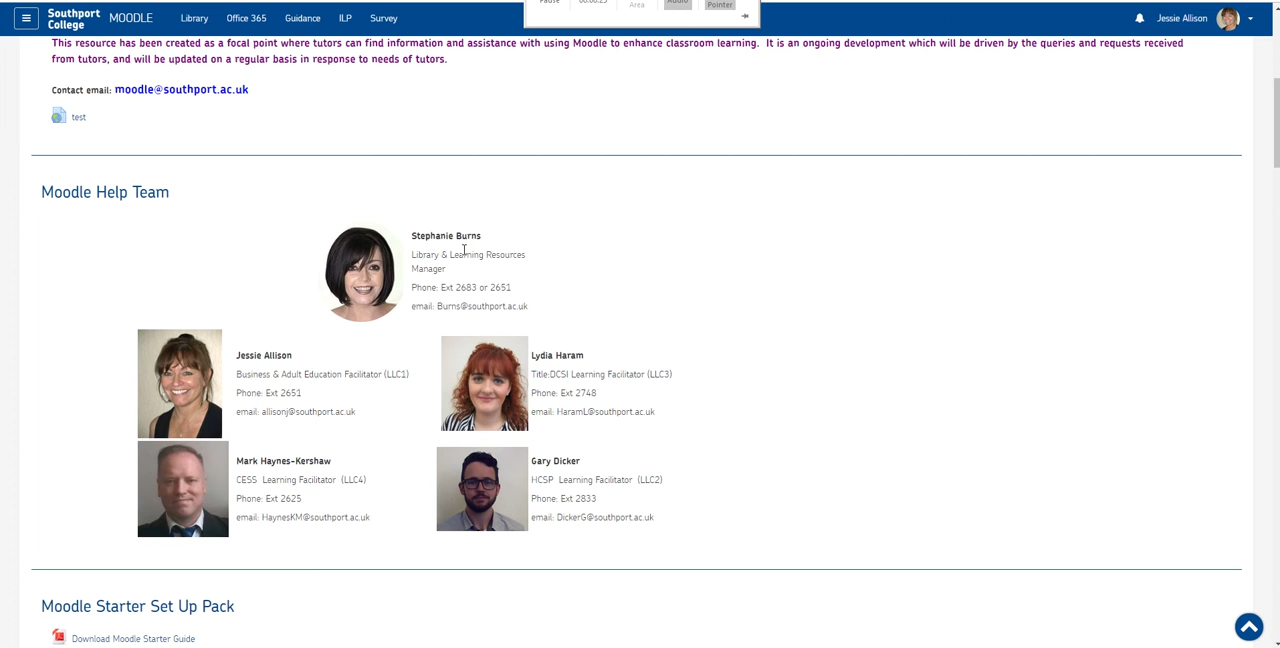 Southport College MOODLE Library Office 365 Guidance ILP Survey Jessie Allison
Pause 00:00:25 Area Audio Pointer
This resource has been created as a focal point where tutors can find information and assistance with using Moodle to enhance classroom learning. It is an ongoing development which will be driven by the queries and requests received
from tutors, and will be updated on a regular basis in response to needs of tutors.
Contact email: moodle@southport.ac.uk
test
Moodle Help Team
Stephanie Burns
Library & Learning Resources
Manager
Phone: Ext 2683 or 2651
email: Burns@southport.ac.uk
Jessie Allison
Business & Adult Education Facilitator (LLC1)
Phone: Ext 2651
email: allisonj@southport.ac.uk
Lydia Haram
Title:DCSI Learning Facilitator (LLC3)
Phone: Ext 2748
email: HaramL@southport.ac.uk
Mark Haynes-Kershaw
CESS Learning Facilitator (LLC4)
Phone: Ext 2625
email: HaynesKM@southport.ac.uk
Gary Dicker
HCSP Learning Facilitator (LLC2)
Phone: Ext 2833
email: DickerG@southport.ac.uk
Moodle Starter Set Up Pack
Download Moodle Starter Guide